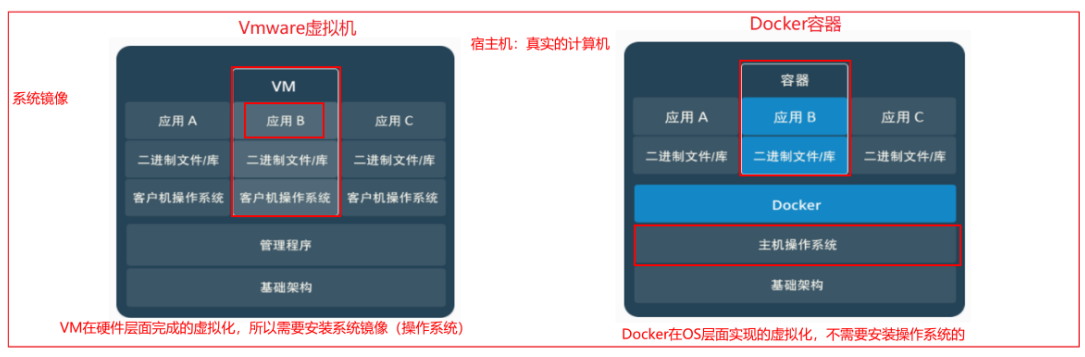 Vmware虚拟机
Docker容器
宿主机：真实的计算机
系统镜像
VM
应用 A
应用 B
应用 C
二进制文件/库
二进制文件/库
二进制文件/库
客户机操作系统
客户机操作系统
客户机操作系统
管理程序
基础架构
VM在硬件层面完成的虚拟化，所以需要安装系统镜像（操作系统）
容器
应用 A
应用 B
应用 C
二进制文件/库
二进制文件/库
二进制文件/库
Docker
主机操作系统
基础架构
Docker在OS层面实现的虚拟化，不需要安装操作系统的